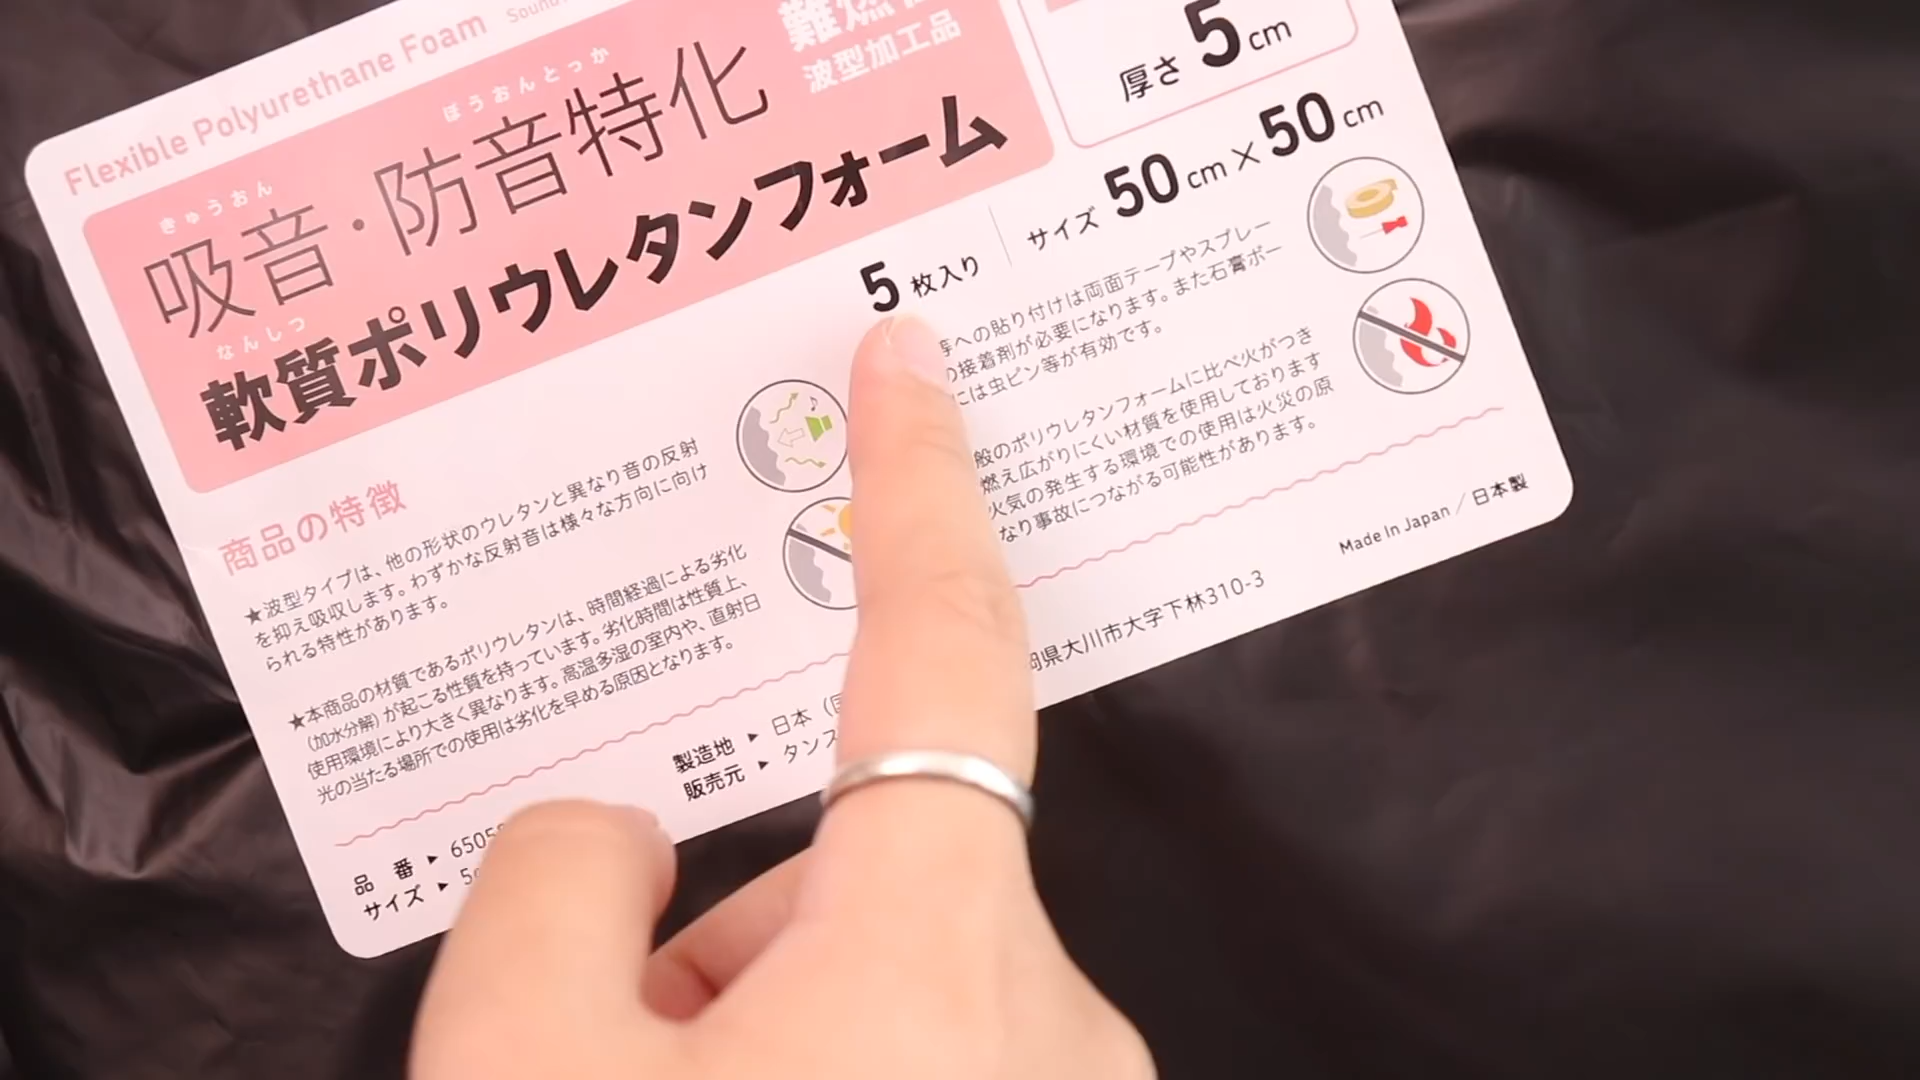 Flexible Polyurethane Foam
きゅうおん ぼうおんとっか
吸音・防音特化
難燃
波型加工品
なんしつ
軟質ポリウレタンフォーム
厚さ 5cm
5枚入り
サイズ 50cm×50cm
商品の特徴
★波型タイプは、他の形状のウレタンと異なり音の反射
を抑え吸収します。わずかな反射音は様々な方向に向け
られる特性があります。
★本商品の材質であるポリウレタンは、時間経過による劣化
(加水分解)が起こる性質を持っています。劣化時間は性質上、
使用環境により大きく異なります。高温多湿の室内や、直射日
光の当たる場所での使用は劣化を早める原因となります。
等への貼り付けは両面テープやスプレー
の接着剤が必要になります。また石膏ボー
には虫ピン等が有効です。
般のポリウレタンフォームに比べ火がつき
燃え広がりにくい材質を使用しております
火気の発生する環境での使用は火災の原
なり事故につながる可能性があります。
Made In Japan / 日本製
製造地 ▶ 日本
販売元 ▶ タンス
岡県大川市大字下林310-3
品 番 ▶ 6505
サイズ ▶ 5